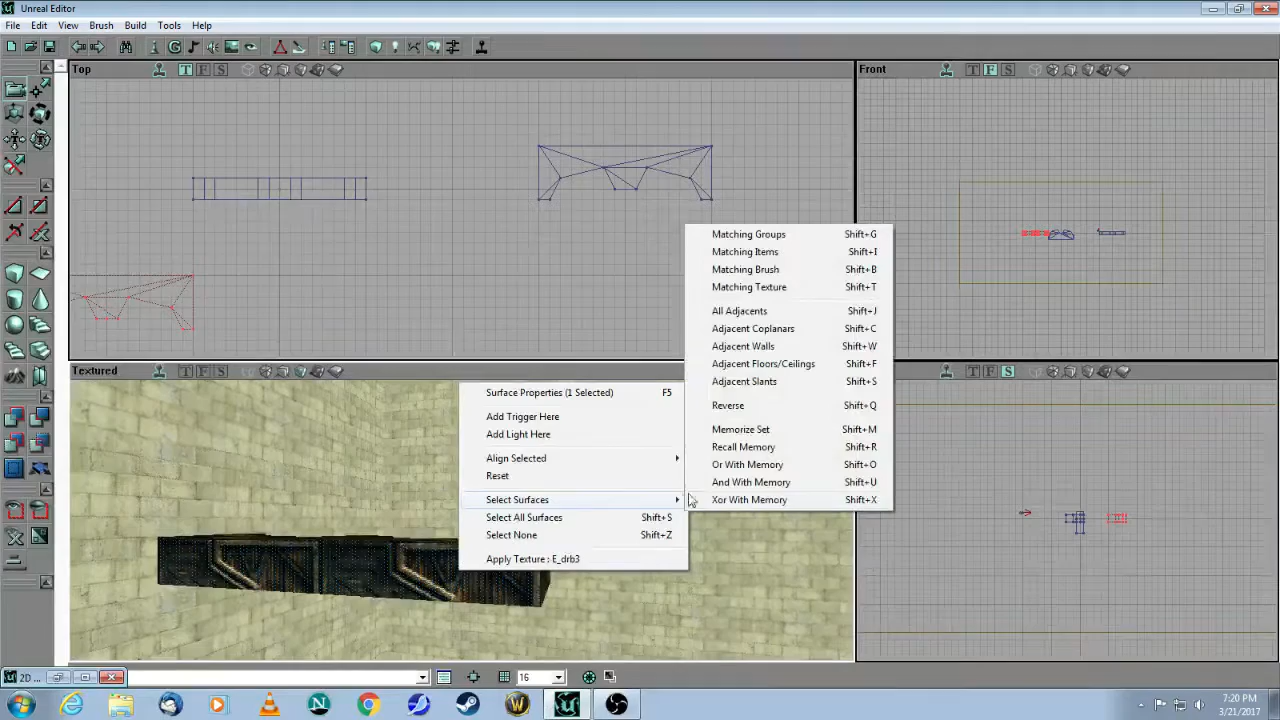 Unreal Editor
File Edit View Brush Build Tools Help
Top T F S
Front T F S
Matching Groups Shift+G
Matching Items Shift+I
Matching Brush Shift+B
Matching Texture Shift+T
All Adjacents Shift+J
Adjacent Coplanars Shift+C
Adjacent Walls Shift+W
Adjacent Floors/Ceilings Shift+F
Adjacent Slants Shift+S
Reverse Shift+Q
Memorize Set Shift+M
Recall Memory Shift+R
Or With Memory Shift+O
And With Memory Shift+U
Xor With Memory Shift+X
Textured T F S
T F S
Surface Properties (1 Selected) F5
Add Trigger Here
Add Light Here
Align Selected
Reset
Select Surfaces
Select All Surfaces Shift+S
Select None Shift+Z
Apply Texture : E_drb3
2D ...
16
7:20 PM
3/21/2017